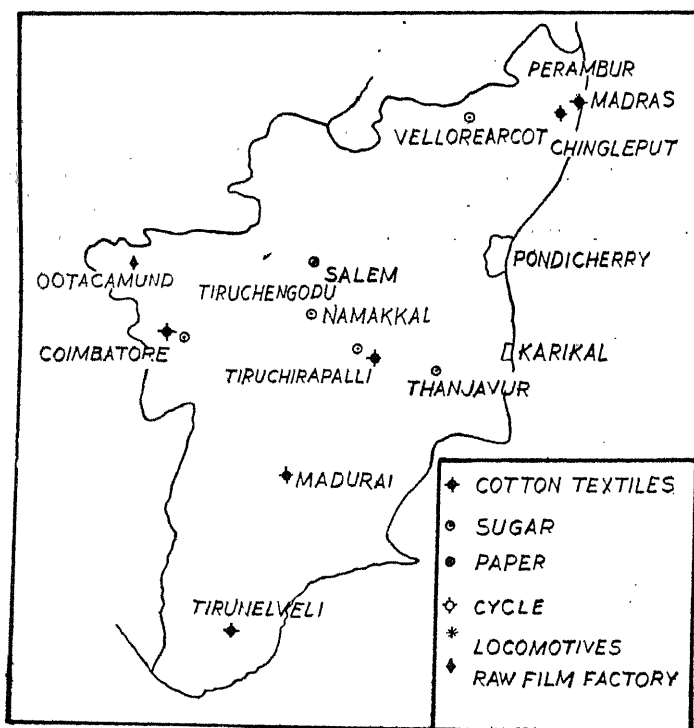 PERAMBUR
MADRAS
VELLOREARCOT
CHINGLEPUT
PONDICHERRY
OOTACAMUND
SALEM
TIRUCHENGODU
NAMAKKAL
COIMBATORE
KARIKAL
TIRUCHIRAPALLI
THANJAVUR
MADURAI
TIRUNELVELI
COTTON TEXTILES
SUGAR
PAPER
CYCLE
LOCOMOTIVES
RAW FILM FACTORY